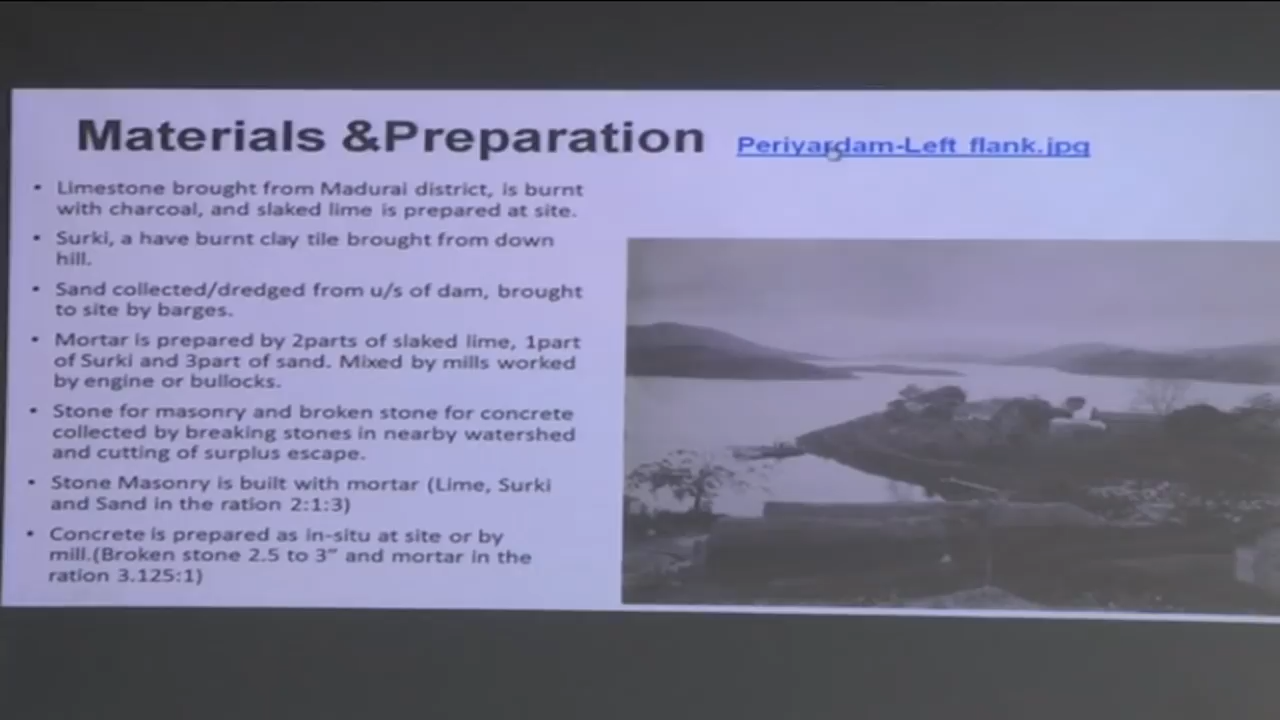 Materials &Preparation
Periyardam-Left flank.jpg
• Limestone brought from Madurai district, is burnt
with charcoal, and slaked lime is prepared at site.
• Surki, a have burnt clay tile brought from down
hill.
• Sand collected/dredged from u/s of dam, brought
to site by barges.
• Mortar is prepared by 2parts of slaked lime, 1part
of Surki and 3part of sand. Mixed by mills worked
by engine or bullocks.
• Stone for masonry and broken stone for concrete
collected by breaking stones in nearby watershed
and cutting of surplus escape.
• Stone Masonry is built with mortar (Lime, Surki
and Sand in the ration 2:1:3)
• Concrete is prepared as in-situ at site or by
mill.(Broken stone 2.5 to 3" and mortar in the
ration 3.125:1)